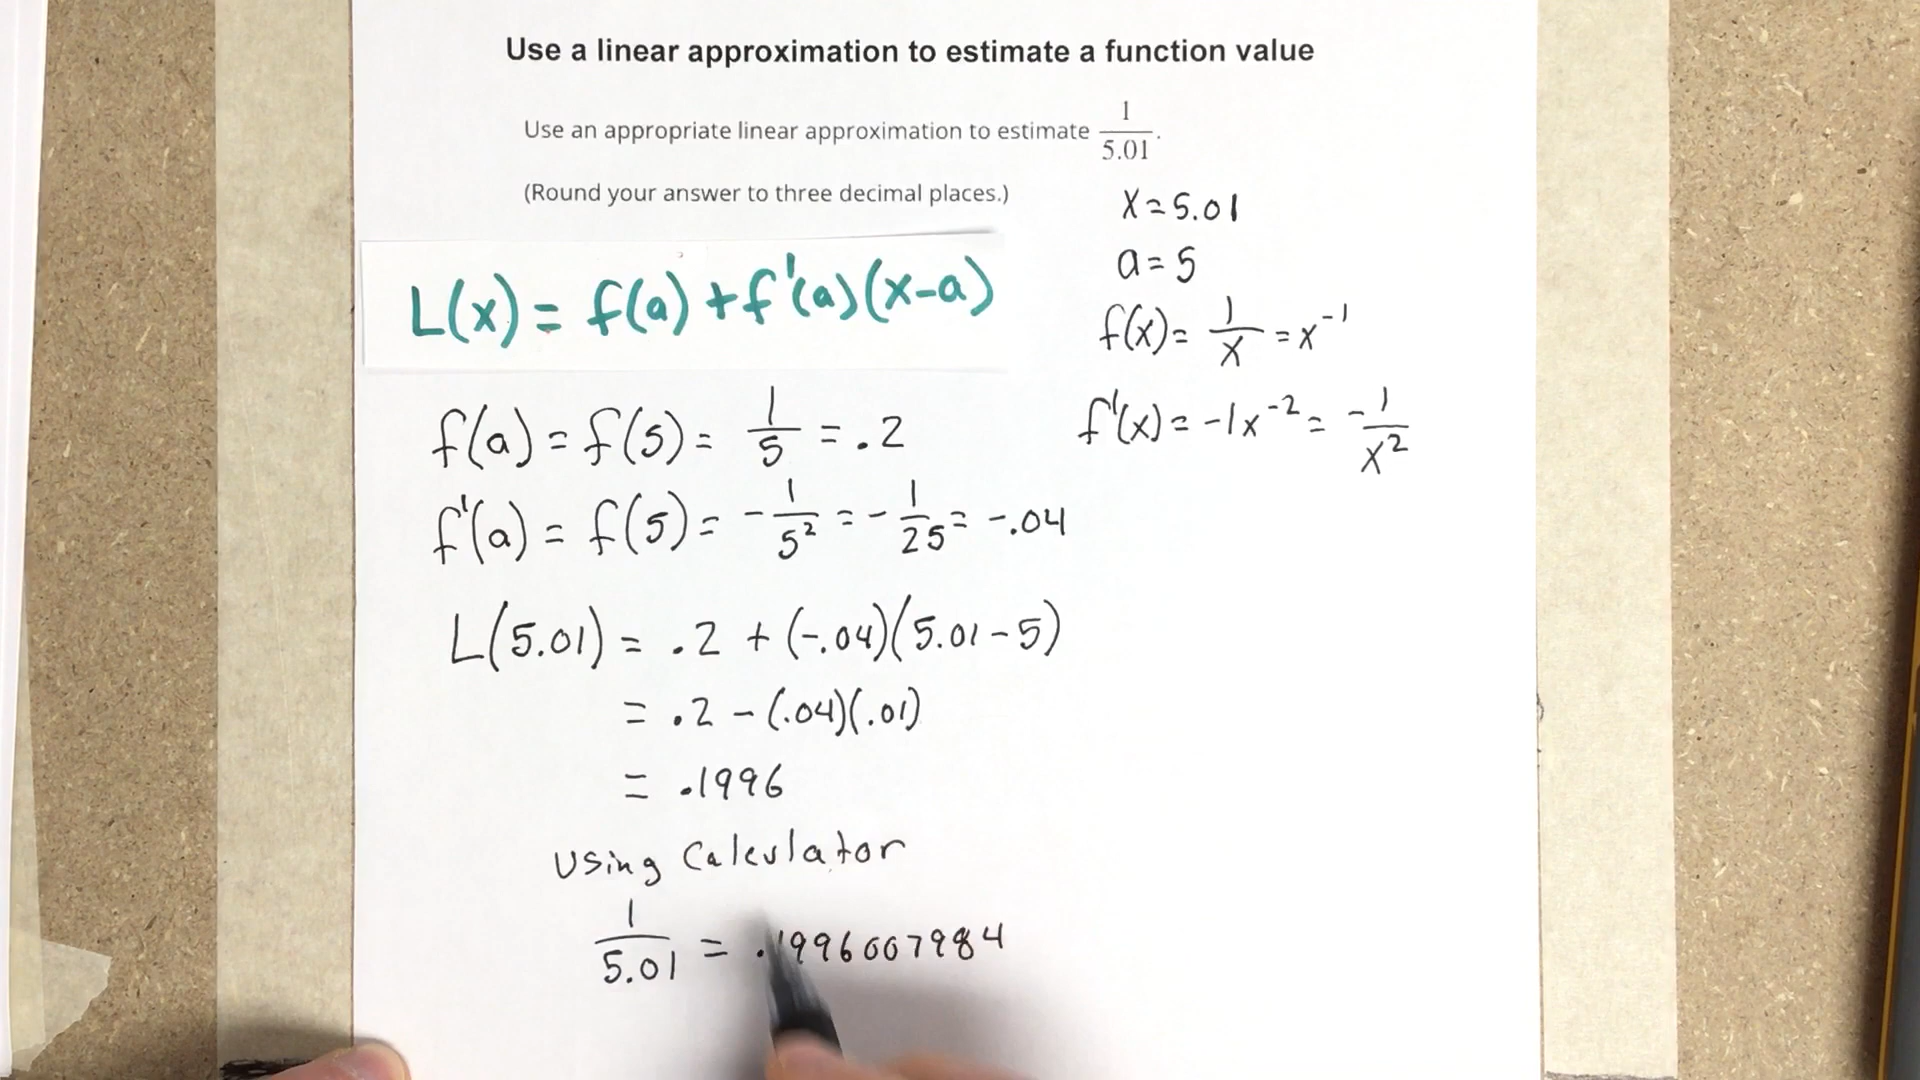 Use a linear approximation to estimate a function value
Use an appropriate linear approximation to estimate 1/5.01.
(Round your answer to three decimal places.)
x = 5.01
a = 5
L(x) = f(a) + f'(a)(x-a)
f(x) = 1/x = x^-1
f'(x) = -1x^-2 = -1/x^2
f(a) = f(5) = 1/5 = .2
f'(a) = f(5) = -1/5^2 = -1/25 = -.04
L(5.01) = .2 + (-.04)(5.01-5)
= .2 - (.04)(.01)
= .1996
Using Calculator
1/5.01 = .1996007984